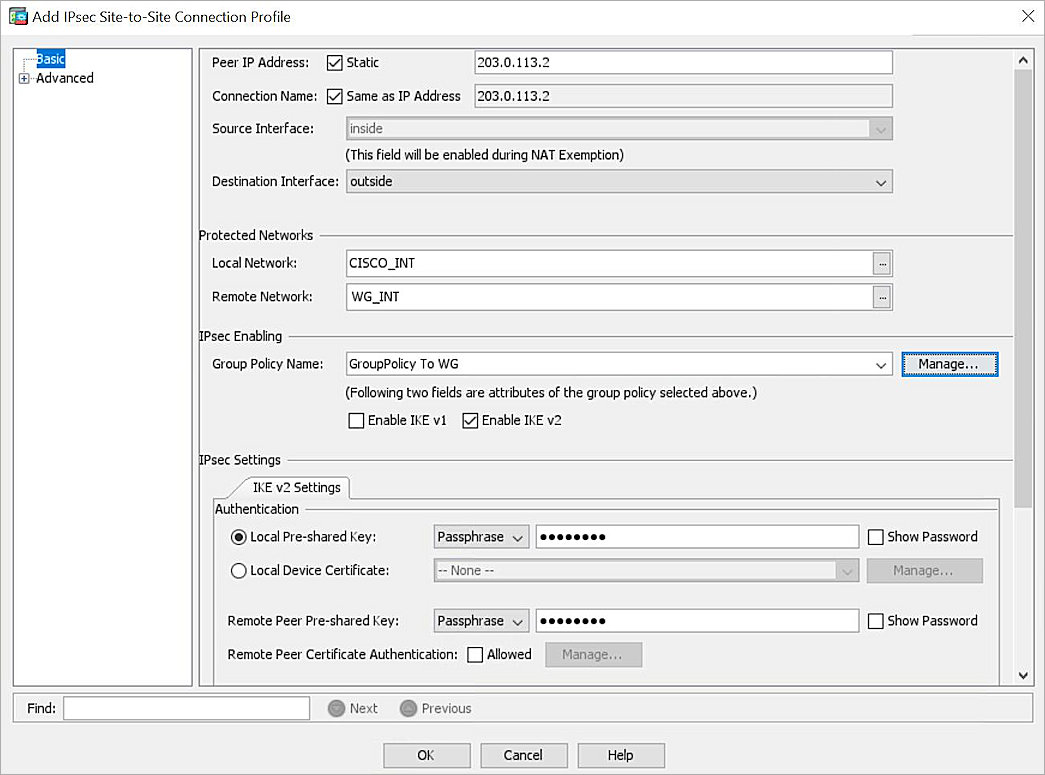 Add IPsec Site-to-Site Connection Profile
Basic
Advanced
Peer IP Address: Static 203.0.113.2
Connection Name: Same as IP Address 203.0.113.2
Source Interface: inside
(This field will be enabled during NAT Exemption)
Destination Interface: outside
Protected Networks
Local Network: CISCO_INT ...
Remote Network: WG_INT ...
IPsec Enabling
Group Policy Name: GroupPolicy To WG Manage...
(Following two fields are attributes of the group policy selected above.)
Enable IKE v1 Enable IKE v2
IPsec Settings
IKE v2 Settings
Authentication
Local Pre-shared Key: Passphrase ●●●●●●●● Show Password
Local Device Certificate: -- None -- Manage...
Remote Peer Pre-shared Key: Passphrase ●●●●●●●● Show Password
Remote Peer Certificate Authentication: Allowed Manage...
Find: Next Previous
OK Cancel Help